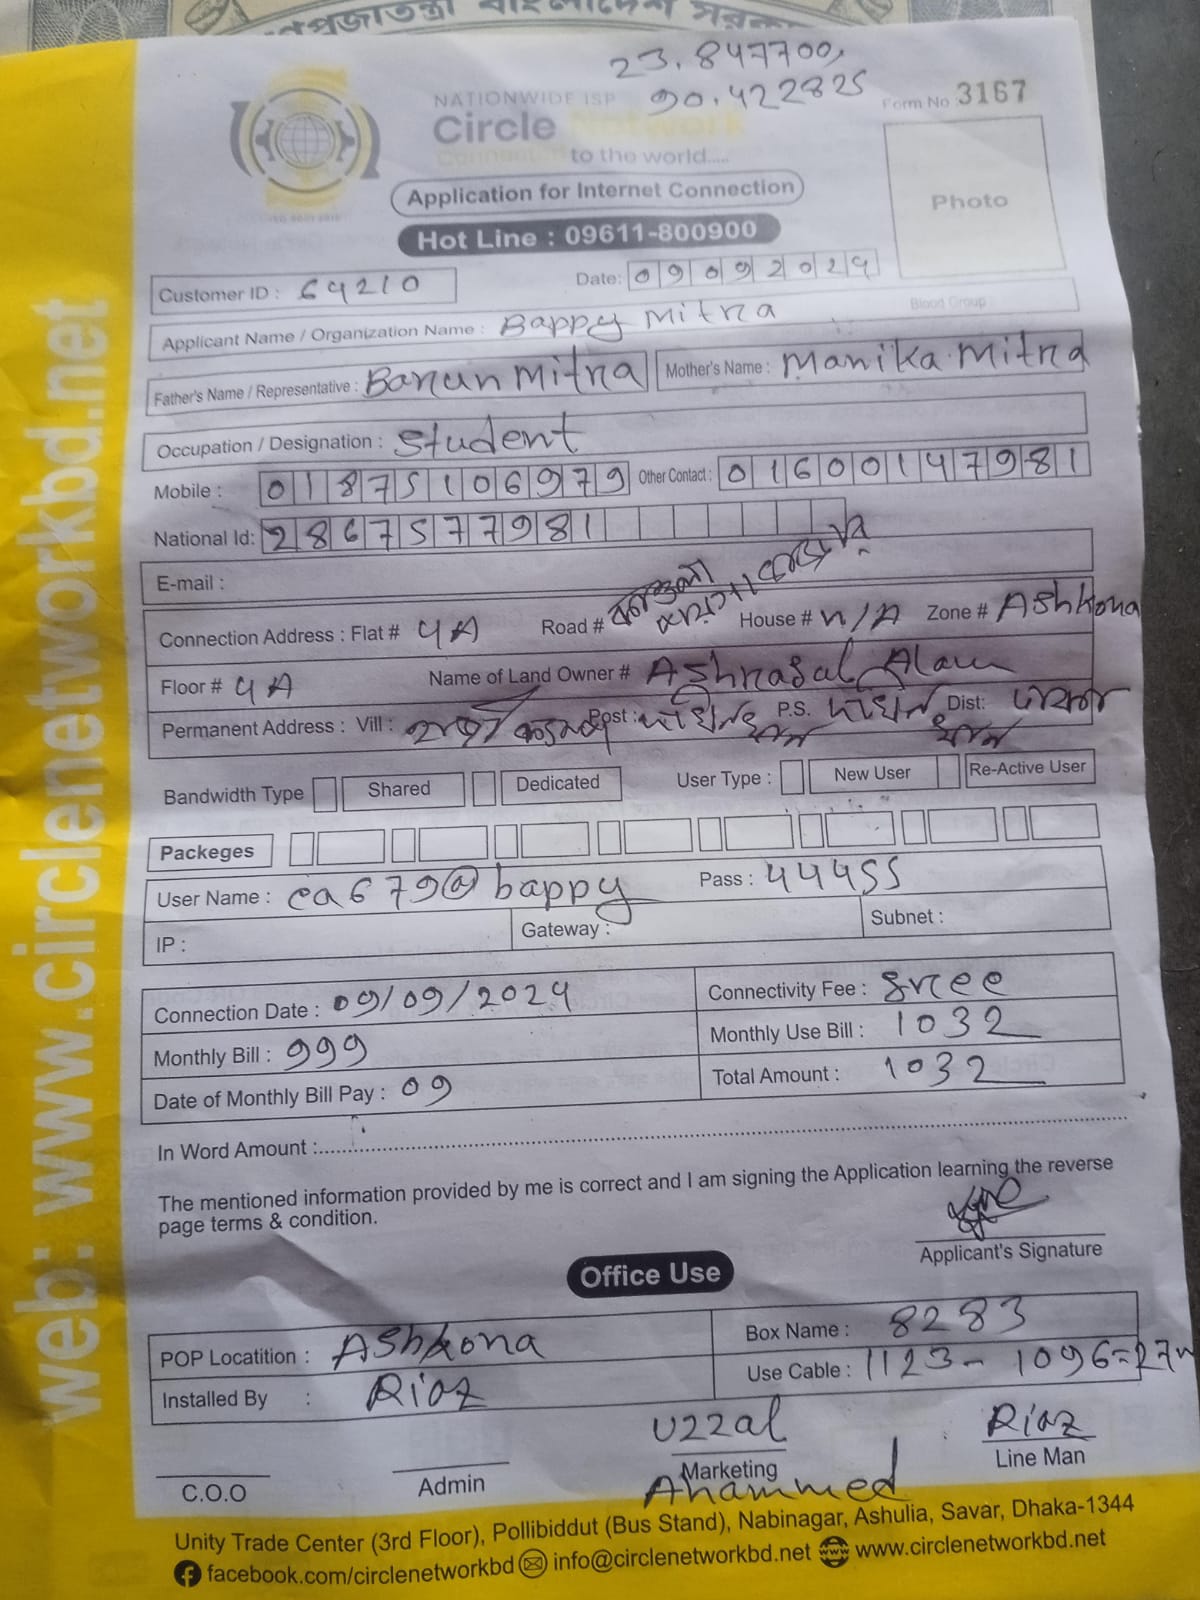 গণপ্রজাতন্ত্রী বাংলাদেশ সরকার
23.847700,
90.422825
NATIONWIDE ISP
Form No 3167
Circle Network
to the world.....
Photo
Application for Internet Connection
Hot Line : 09611-800900
Customer ID : 64210
Date: 09092024
Applicant Name / Organization Name : Bappy Mitra
Blood Group
Father's Name / Representative : Barun Mitra Mother's Name : Manika Mitra
Occupation / Designation : Student
Mobile : 01875106979 Other Contact : 01600147981
National Id: 2867577981
E-mail :
Connection Address : Flat # 4A Road # House # N/A Zone # Ashkona
Floor # 4A Name of Land Owner #
Permanent Address : Vill : Post : P.S. Dist:
Bandwidth Type Shared Dedicated User Type : New User Re-Active User
Packeges
User Name : ca679@bappy Pass : 44455
IP : Gateway : Subnet :
Connection Date : 09/09/2024 Connectivity Fee : free
Monthly Bill : 999 Monthly Use Bill : 1032
Date of Monthly Bill Pay : 09 Total Amount : 1032
In Word Amount :
The mentioned information provided by me is correct and I am signing the Application learning the reverse
page terms & condition.
Applicant's Signature
Office Use
POP Locatition : Ashkona Box Name : 8283
Installed By : Riaz Use Cable : 1123 - 1096=27m
Uzzal Riaz
C.O.O Admin Marketing Line Man
Ahammed
Unity Trade Center (3rd Floor), Pollibiddut (Bus Stand), Nabinagar, Ashulia, Savar, Dhaka-1344
facebook.com/circlenetworkbd info@circlenetworkbd.net www.circlenetworkbd.net
web: www.circlenetworkbd.net